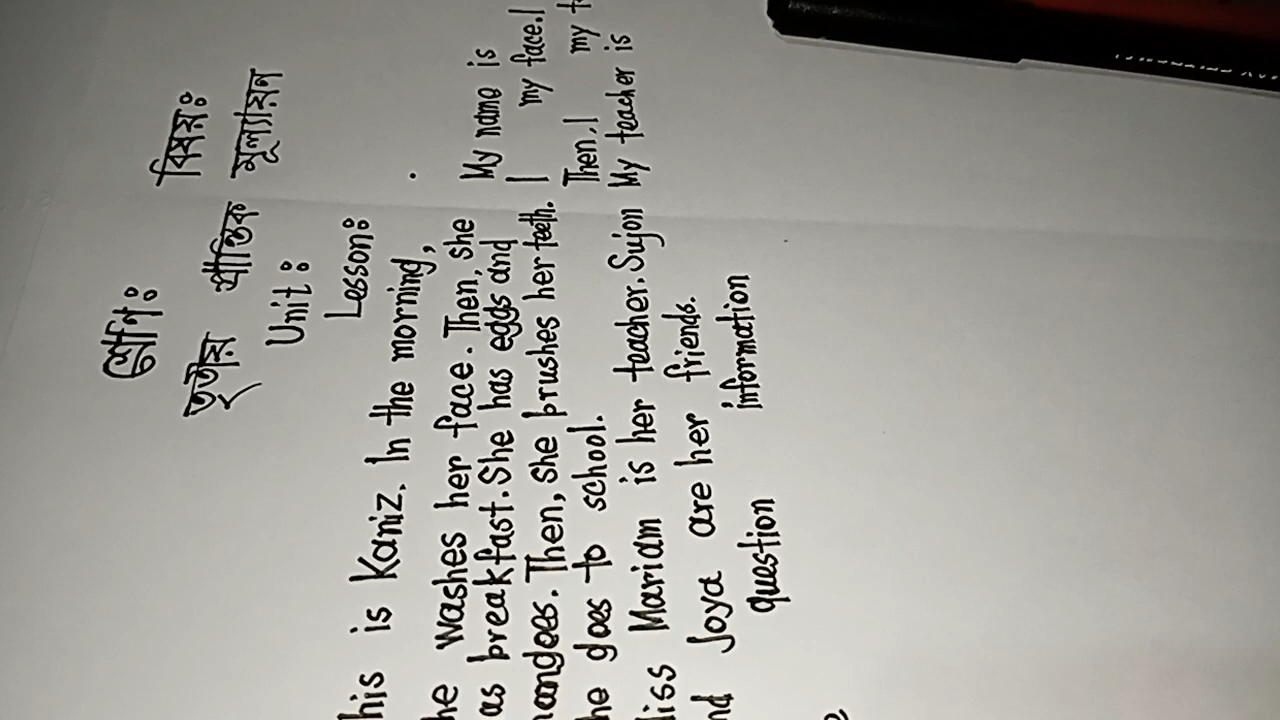 শ্রেণি: বিষয়ঃ
তৃতীয় প্রান্তিক মূল্যায়ন
Unit:
Lesson:
his is Kaniz. In the morning,
he washes her face. Then, she
as breakfast. She has eggs and
nangoes. Then, she brushes her teeth.
he goes to school.
liss Mariam is her teacher. Sujon
nd Joya are her friends.
question information
My name is
I my face. I
Then, I my t
My teacher is